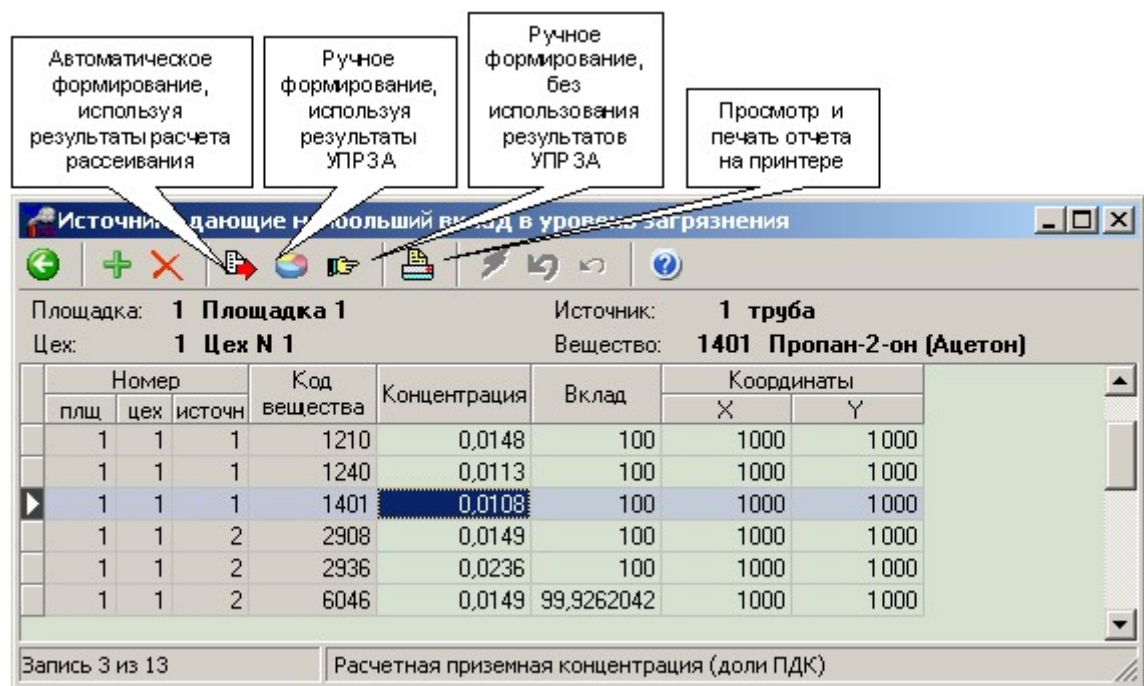 Автоматическое
формирование,
используя
результаты расчета
рассеивания
Ручное
формирование,
используя
результаты
УПРЗА
Ручное
формирование,
без
использования
результатов
УПРЗА
Просмотр и
печать отчета
на принтере
дающие в загрязнения
Площадка: 1 Площадка 1 Источник: 1 труба
Цех: 1 Цех N 1 Вещество: 1401 Пропан-2-он (Ацетон)
Номер Код Концентрация Вклад Координаты
плщ цех источн вещества X Y
1 1 1 1210 0,0148 100 1000 1000
1 1 1 1240 0,0113 100 1000 1000
1 1 1 1401 0,0108 100 1000 1000
1 1 2 2908 0,0149 100 1000 1000
1 1 2 2936 0,0236 100 1000 1000
1 1 2 6046 0,0149 99,9262042 1000 1000
Запись 3 из 13 Расчетная приземная концентрация (доли ПДК)